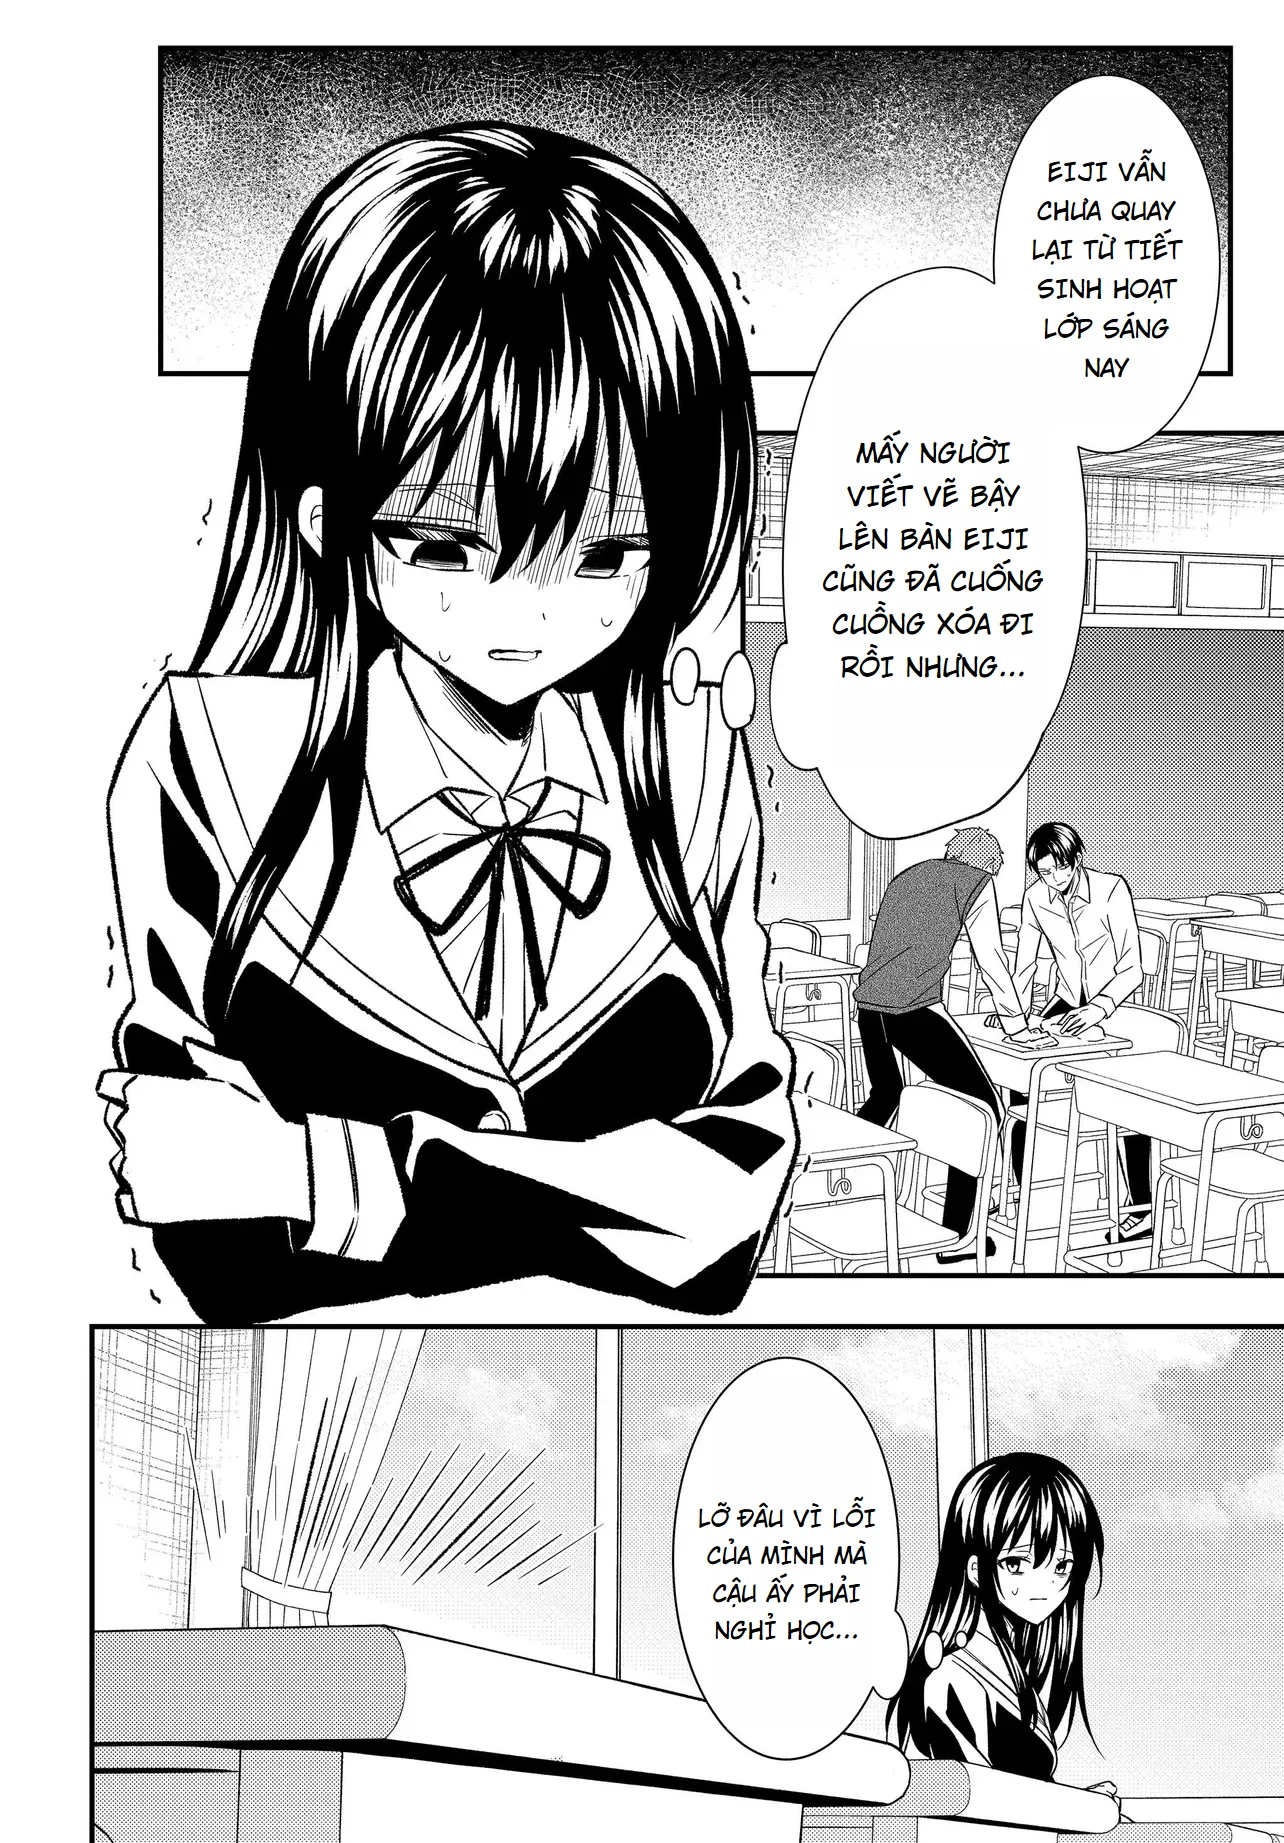 EIJI VẪN
CHƯA QUAY
LẠI TỪ TIẾT
SINH HOẠT
LỚP SÁNG
NAY
MẤY NGƯỜI
VIẾT VẼ BẬY
LÊN BÀN EIJI
CŨNG ĐÃ CUỐNG
CUỒNG XÓA ĐI
RỒI NHƯNG...
LỠ ĐÂU VÌ LỖI
CỦA MÌNH MÀ
CẬU ẤY PHẢI
NGHỈ HỌC...